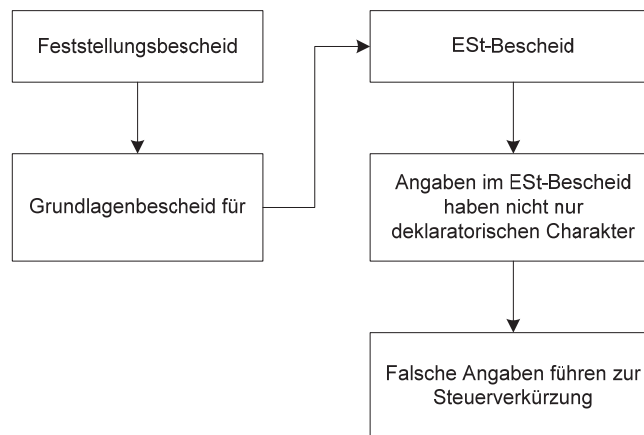 Feststellungsbescheid
Grundlagenbescheid für
ESt-Bescheid
Angaben im ESt-Bescheid
haben nicht nur
deklaratorischen Charakter
Falsche Angaben führen zur
Steuerverkürzung